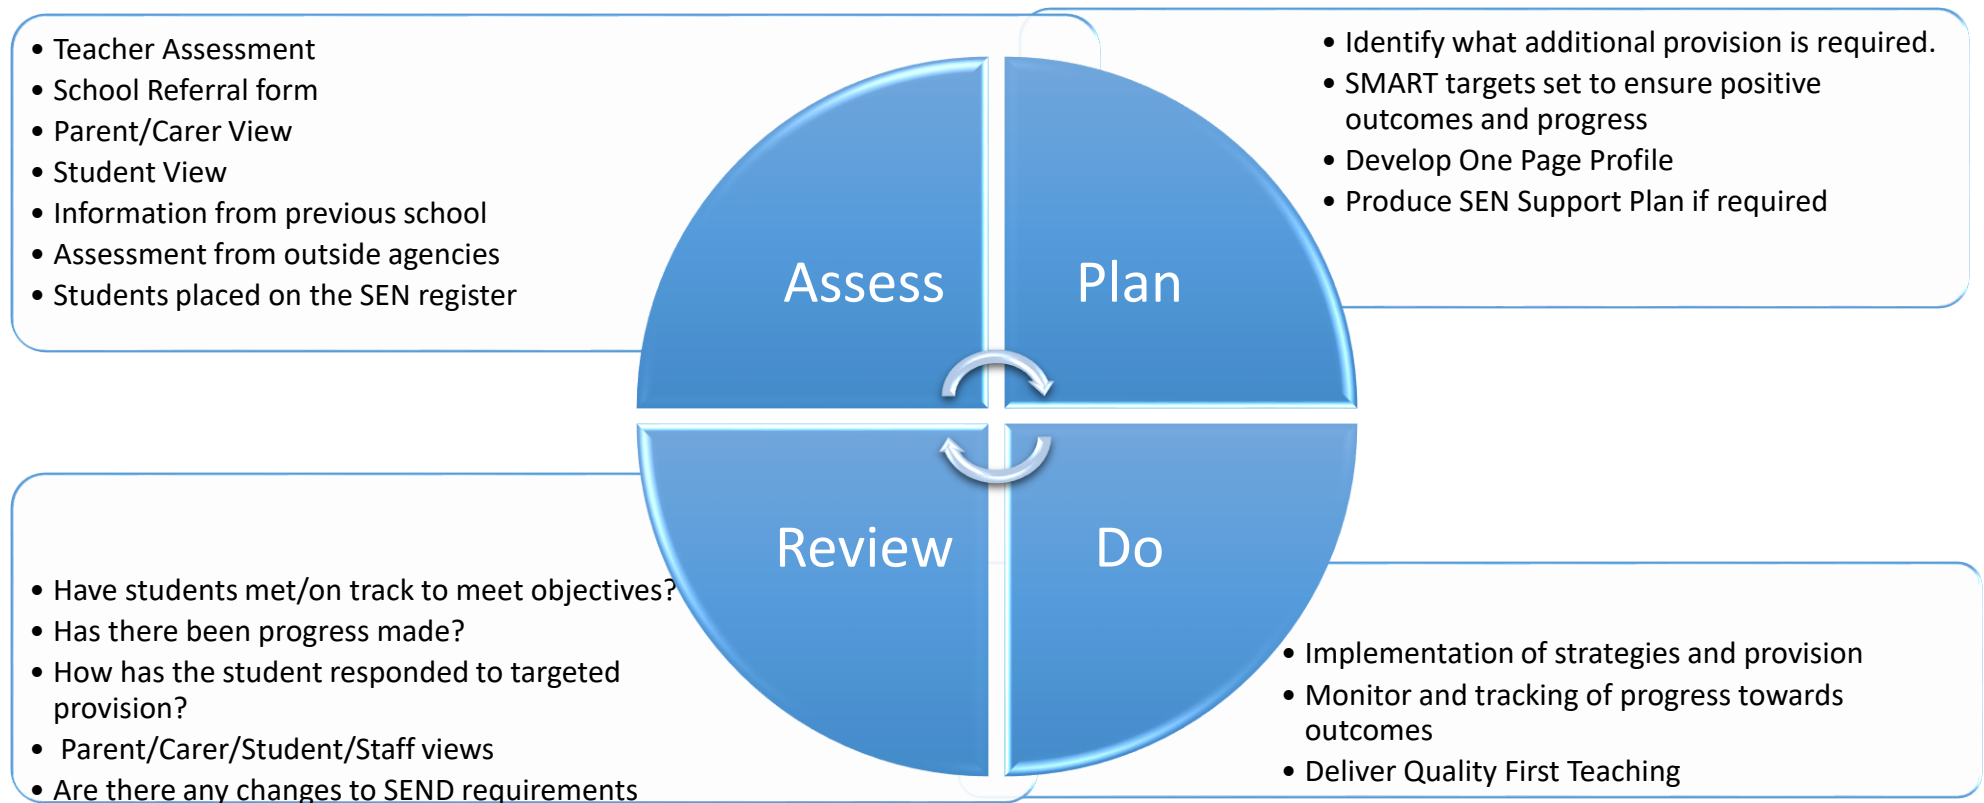 • Teacher Assessment
• School Referral form
• Parent/Carer View
• Student View
• Information from previous school
• Assessment from outside agencies
• Students placed on the SEN register
• Identify what additional provision is required.
• SMART targets set to ensure positive
outcomes and progress
• Develop One Page Profile
• Produce SEN Support Plan if required
Assess
Plan
Review
Do
• Have students met/on track to meet objectives?
• Has there been progress made?
• How has the student responded to targeted
provision?
• Parent/Carer/Student/Staff views
• Are there any changes to SEND requirements
• Implementation of strategies and provision
• Monitor and tracking of progress towards
outcomes
• Deliver Quality First Teaching